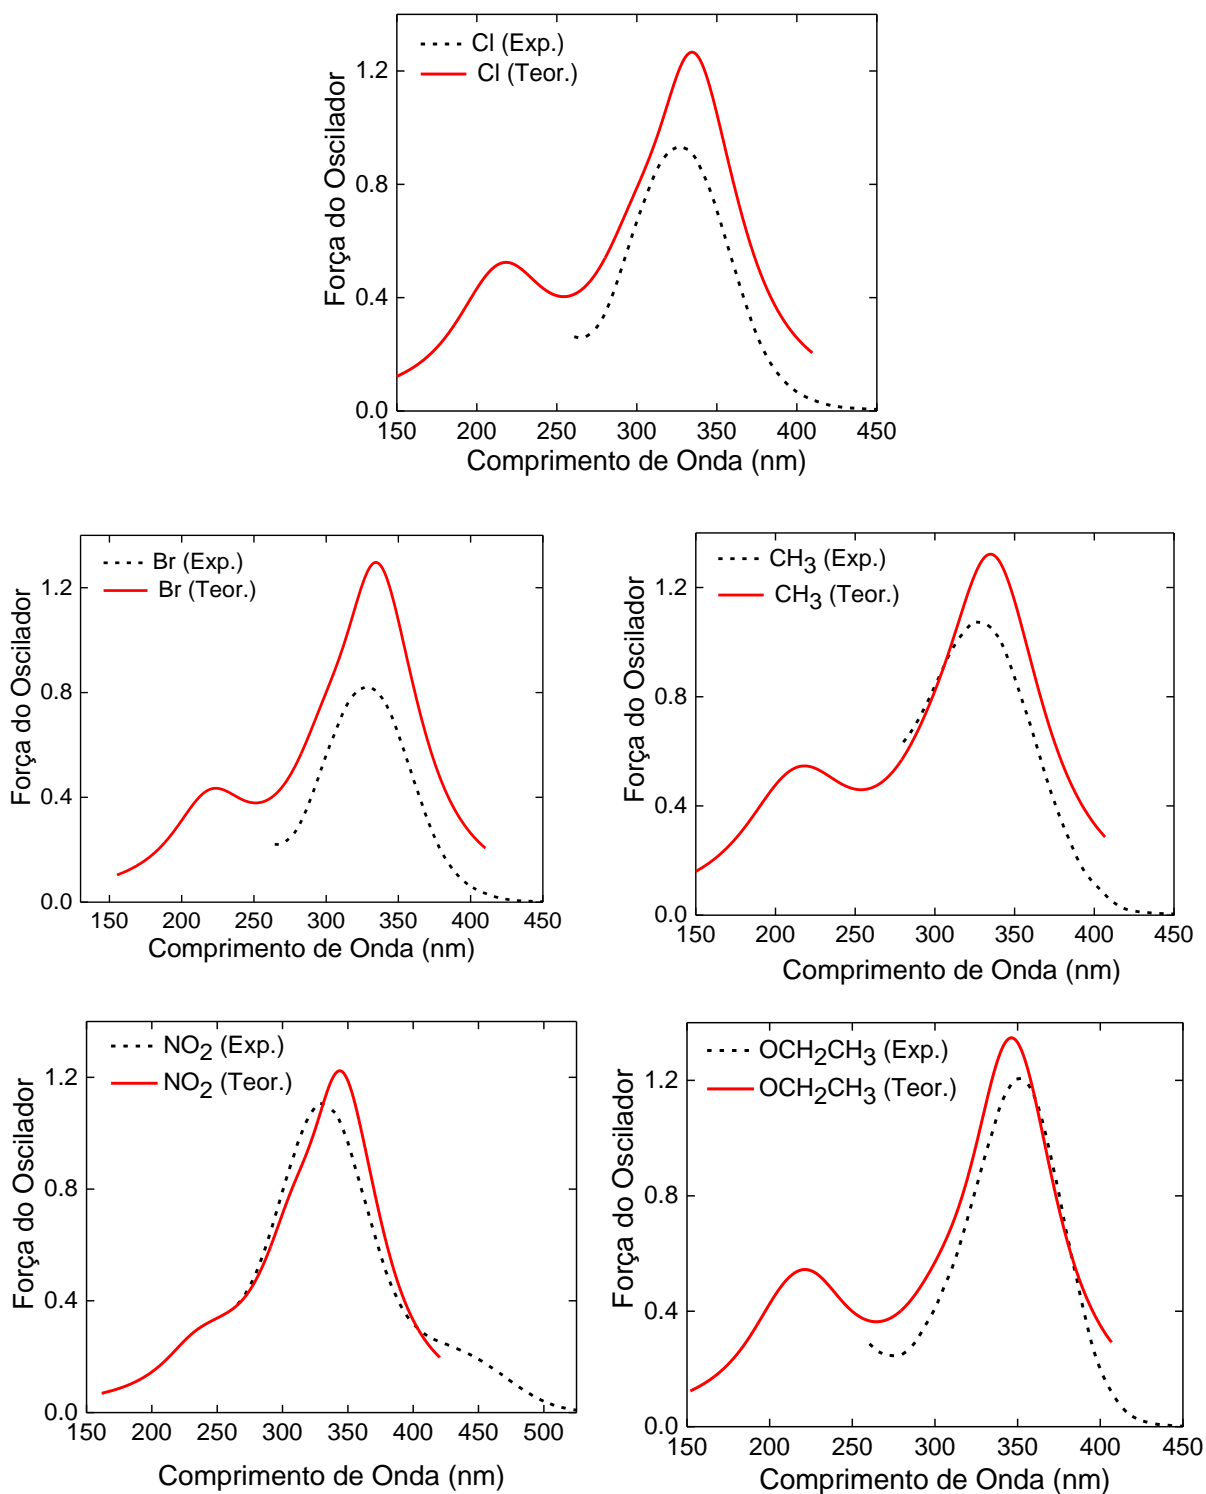 Cl (Exp.)
Cl (Teor.)
Força do Oscilador
1.2
0.8
0.4
0.0
150 200 250 300 350 400 450
Comprimento de Onda (nm)
Br (Exp.)
Br (Teor.)
Força do Oscilador
1.2
0.8
0.4
0.0
150 200 250 300 350 400 450
Comprimento de Onda (nm)
CH3 (Exp.)
CH3 (Teor.)
Força do Oscilador
1.2
0.8
0.4
0.0
150 200 250 300 350 400 450
Comprimento de Onda (nm)
NO2 (Exp.)
NO2 (Teor.)
Força do Oscilador
1.2
0.8
0.4
0.0
150 200 250 300 350 400 450 500
Comprimento de Onda (nm)
OCH2CH3 (Exp.)
OCH2CH3 (Teor.)
Força do Oscilador
1.2
0.8
0.4
0.0
150 200 250 300 350 400 450
Comprimento de Onda (nm)